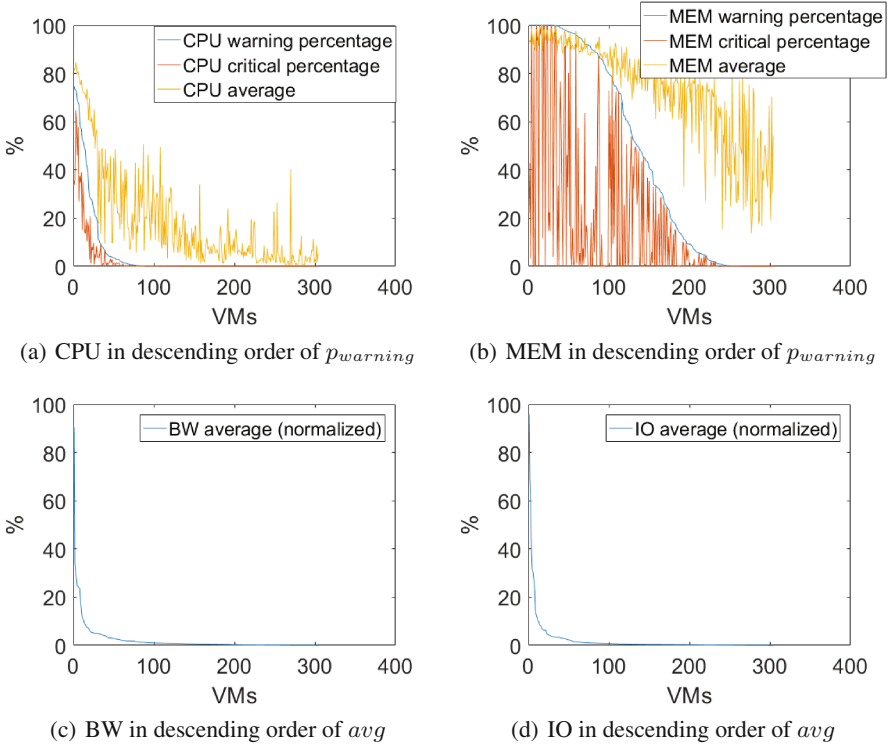 100
80
60
40
20
0
%
CPU warning percentage
CPU critical percentage
CPU average
0 100 200 300 400
VMs
(a) CPU in descending order of p_warning
100
80
60
40
20
0
%
MEM warning percentage
MEM critical percentage
MEM average
0 100 200 300 400
VMs
(b) MEM in descending order of p_warning
100
80
60
40
20
0
%
BW average (normalized)
0 100 200 300 400
VMs
(c) BW in descending order of avg
100
80
60
40
20
0
%
IO average (normalized)
0 100 200 300 400
VMs
(d) IO in descending order of avg